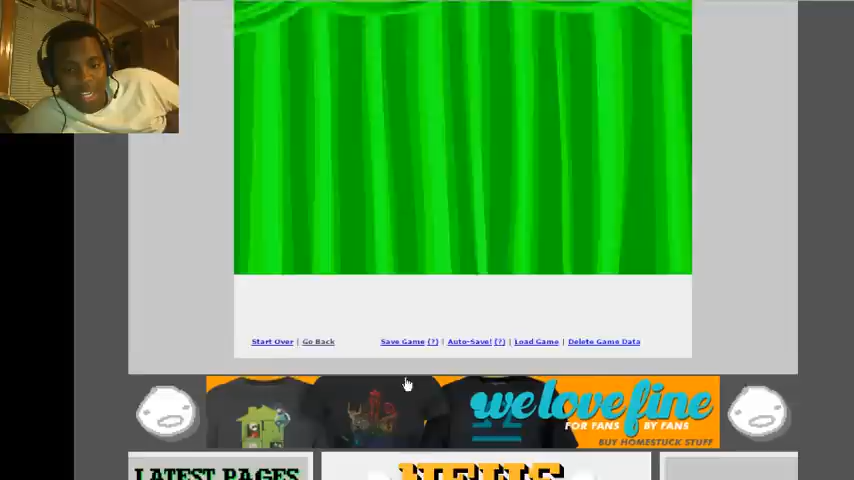 Start Over | Go Back Save Game (?) | Auto-Save! (?) | Load Game | Delete Game Data
welovefine
FOR FANS BY FANS
BUY HOMESTUCK STUFF
LATEST PAGES NEWS